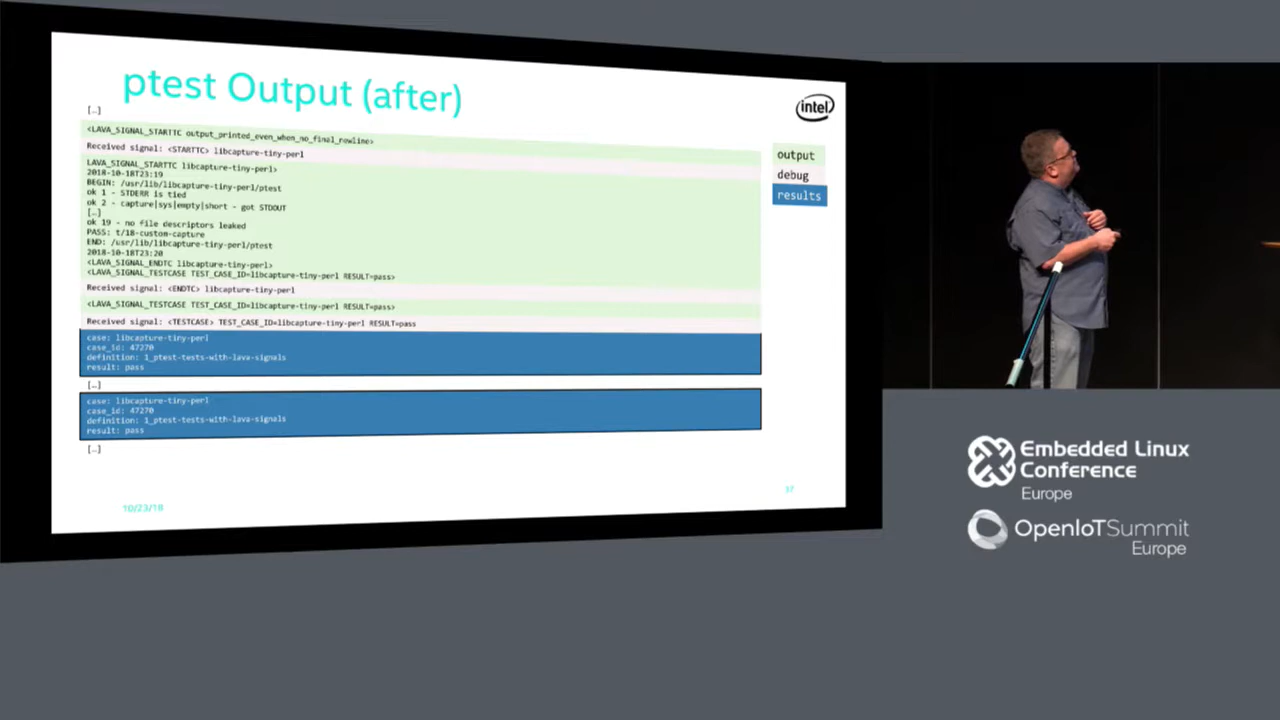 ptest Output (after)
intel
[…]
<LAVA_SIGNAL_STARTTC output_printed_even_when_no_final_newline>
Received signal: <STARTTC> libcapture-tiny-perl
LAVA_SIGNAL_STARTTC libcapture-tiny-perl>
2018-10-18T23:19
BEGIN: /usr/lib/libcapture-tiny-perl/ptest
ok 1 - STDERR is tied
ok 2 - capture|sys|empty|short - got STDOUT
[…]
ok 19 - no file descriptors leaked
PASS: t/18-custom-capture
END: /usr/lib/libcapture-tiny-perl/ptest
2018-10-18T23:20
<LAVA_SIGNAL_ENDTC libcapture-tiny-perl>
<LAVA_SIGNAL_TESTCASE TEST_CASE_ID=libcapture-tiny-perl RESULT=pass>
Received signal: <ENDTC> libcapture-tiny-perl
<LAVA_SIGNAL_TESTCASE TEST_CASE_ID=libcapture-tiny-perl RESULT=pass>
Received signal: <TESTCASE> TEST_CASE_ID=libcapture-tiny-perl RESULT=pass
case: libcapture-tiny-perl
case_id: 47270
definition: 1_ptest-tests-with-lava-signals
result: pass
[…]
case: libcapture-tiny-perl
case_id: 47270
definition: 1_ptest-tests-with-lava-signals
result: pass
[…]
output
debug
results
10/23/18
37
Embedded Linux
Conference
Europe
OpenIoTSummit
Europe